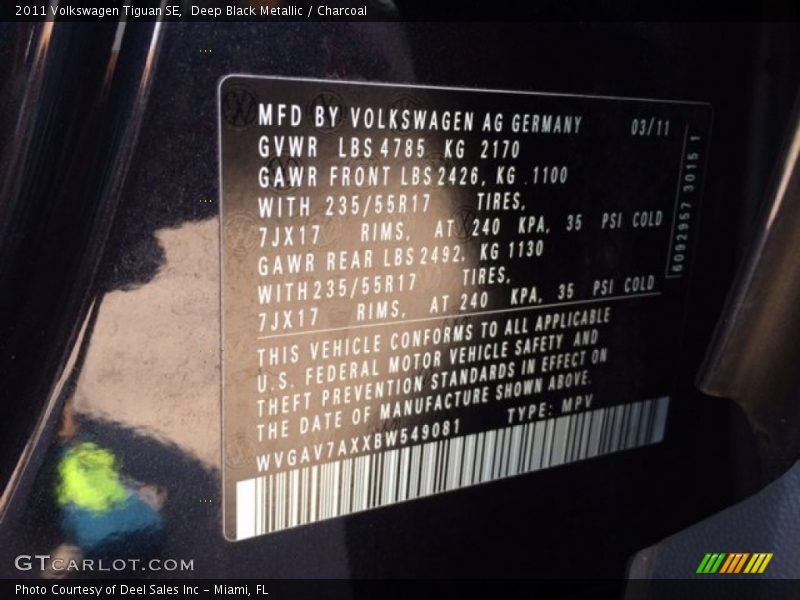 2011 Volkswagen Tiguan SE, Deep Black Metallic / Charcoal
MFD BY VOLKSWAGEN AG GERMANY 03/11
GVWR LBS 4785 KG 2170
GAWR FRONT LBS 2426, KG 1100
WITH 235/55R17 TIRES,
7JX17 RIMS, AT 240 KPA, 35 PSI COLD
GAWR REAR LBS 2492, KG 1130
WITH 235/55R17 TIRES,
7JX17 RIMS, AT 240 KPA, 35 PSI COLD
THIS VEHICLE CONFORMS TO ALL APPLICABLE
U.S. FEDERAL MOTOR VEHICLE SAFETY AND
THEFT PREVENTION STANDARDS IN EFFECT ON
THE DATE OF MANUFACTURE SHOWN ABOVE.
WVGAV7AXXBW549081 TYPE: MPV
6092957 3015 1
GTCARLOT.COM
Photo Courtesy of Deel Sales Inc – Miami, FL